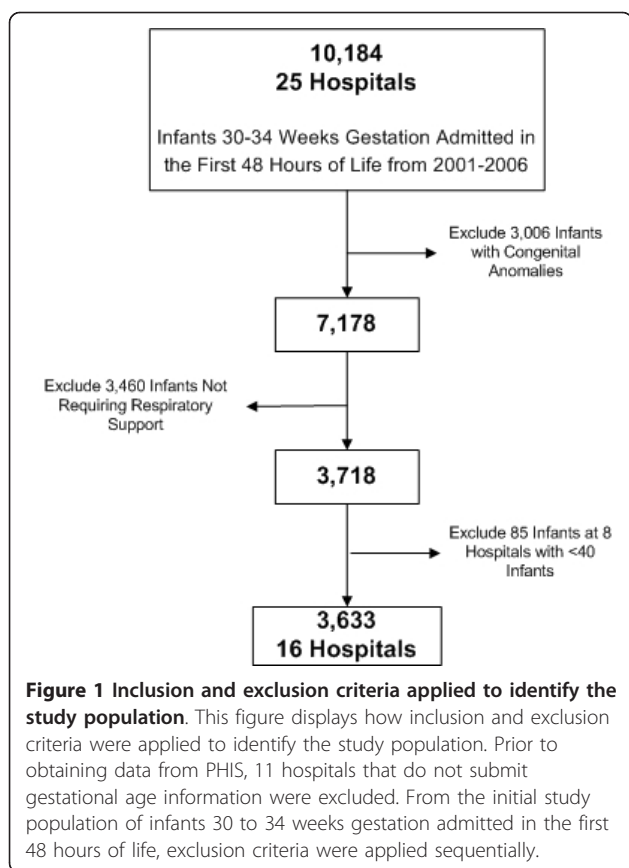 10,184
25 Hospitals
Infants 30-34 Weeks Gestation Admitted in
the First 48 Hours of Life from 2001-2006
Exclude 3,006 Infants
with Congenital
Anomalies
7,178
Exclude 3,460 Infants Not
Requiring Respiratory
Support
3,718
Exclude 85 Infants at 8
Hospitals with <40
Infants
3,633
16 Hospitals
Figure 1 Inclusion and exclusion criteria applied to identify the
study population. This figure displays how inclusion and exclusion
criteria were applied to identify the study population. Prior to
obtaining data from PHIS, 11 hospitals that do not submit
gestational age information were excluded. From the initial study
population of infants 30 to 34 weeks gestation admitted in the first
48 hours of life, exclusion criteria were applied sequentially.